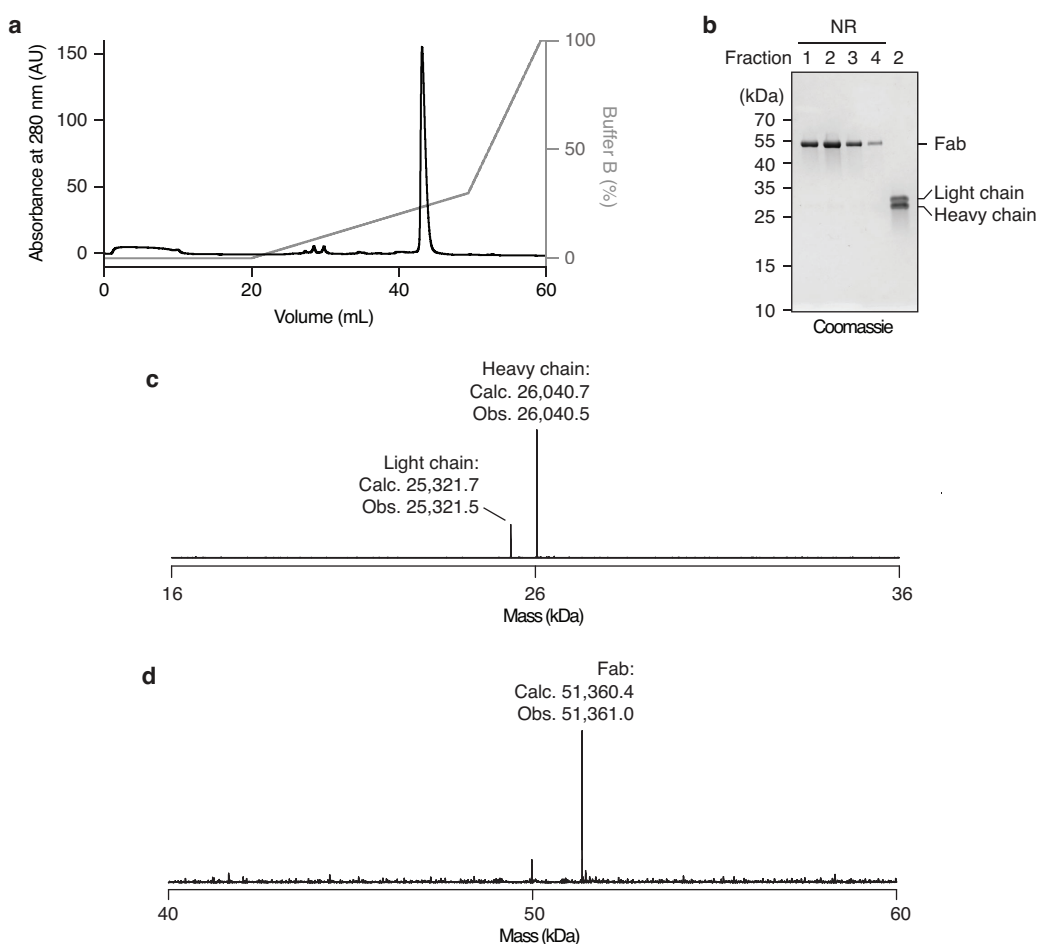 a
Absorbance at 280 nm (AU)
150
100
50
0
100
50
0
Buffer B (%)
0 20 40 60
Volume (mL)
b
NR
Fraction 1 2 3 4 2
(kDa)
70
55
40
35
25
15
10
Fab
Light chain
Heavy chain
Coomassie
c
Heavy chain:
Calc. 26,040.7
Obs. 26,040.5
Light chain:
Calc. 25,321.7
Obs. 25,321.5
16 26 36
Mass (kDa)
d
Fab:
Calc. 51,360.4
Obs. 51,361.0
40 50 60
Mass (kDa)